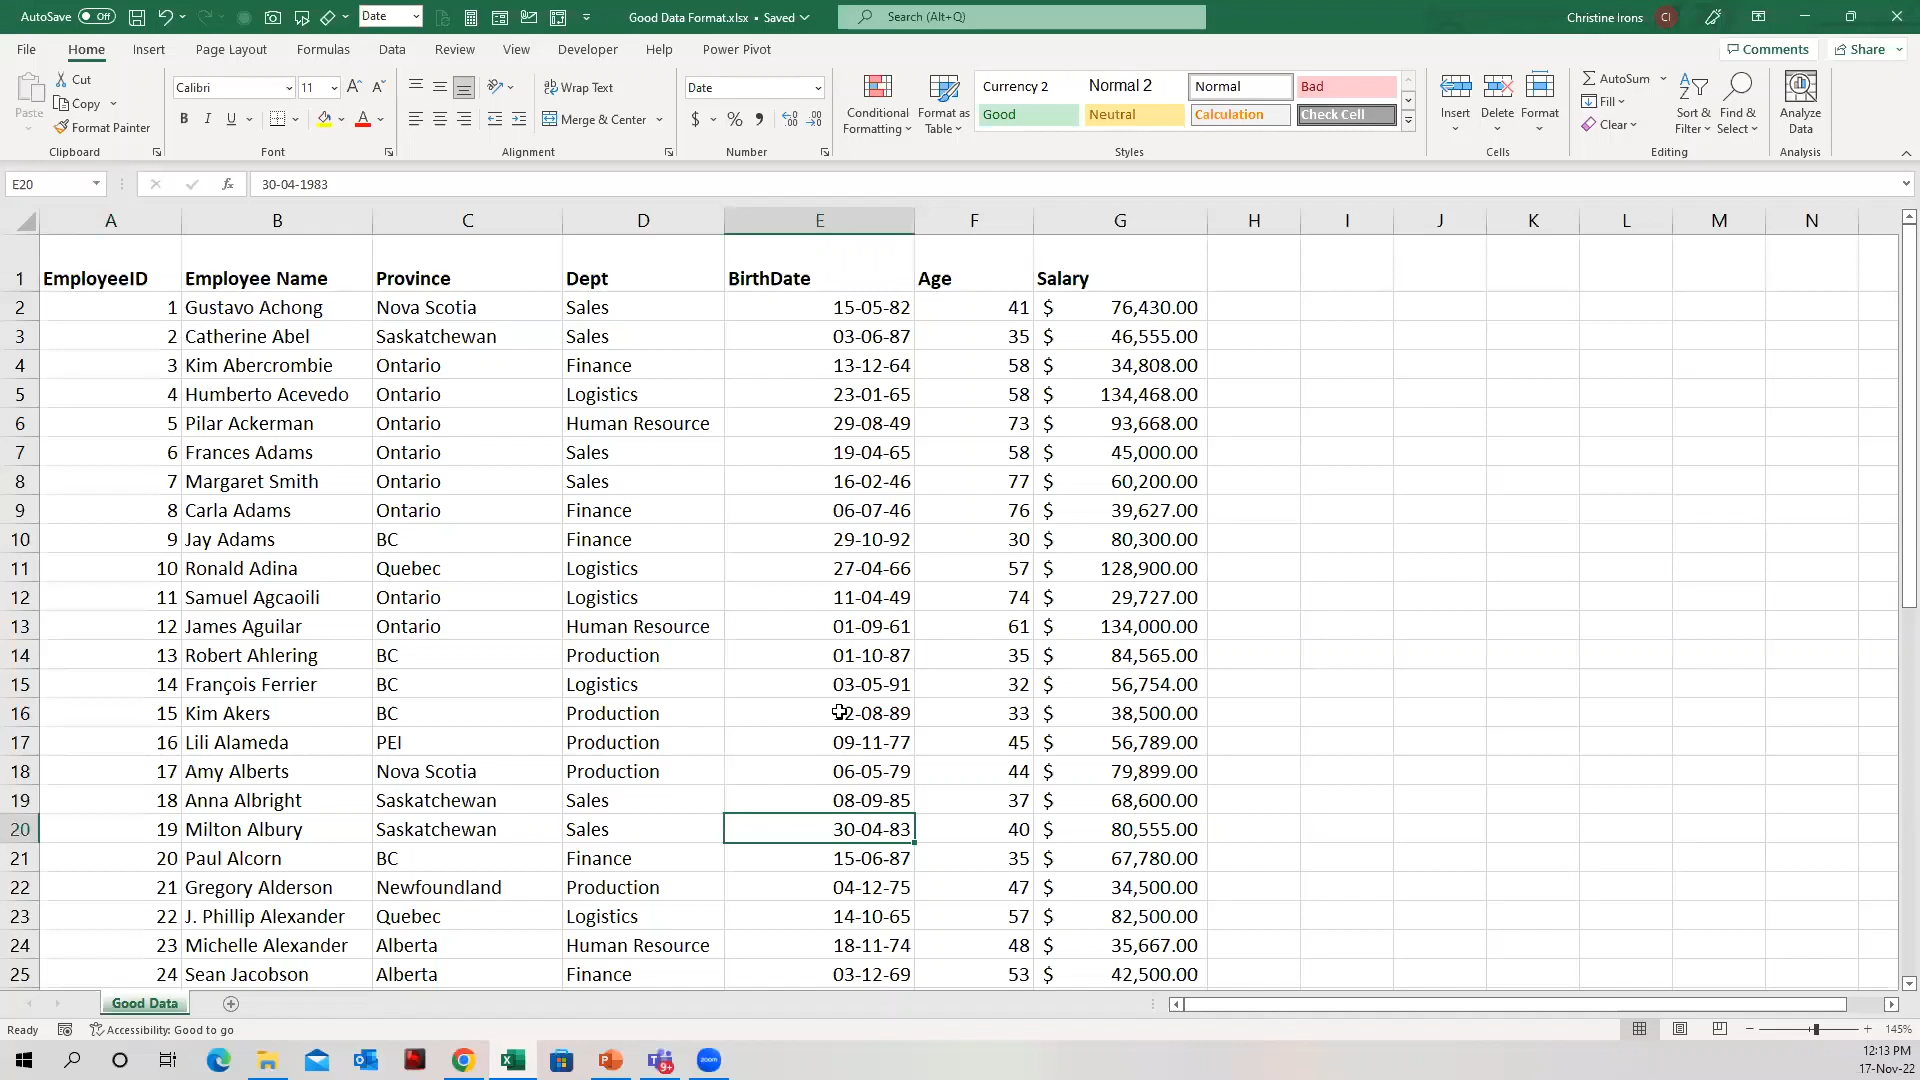 AutoSave Off Date Good Data Format.xlsx • Saved Search (Alt+Q) Christine Irons CI
File Home Insert Page Layout Formulas Data Review View Developer Help Power Pivot Comments Share
Paste Cut Copy Format Painter Clipboard
Calibri 11 B I U A Font
Wrap Text Merge & Center Alignment
Date $ % Number
Conditional Formatting Format as Table
Currency 2 Normal 2 Normal Bad
Good Neutral Calculation Check Cell
Styles
Insert Delete Format Cells
AutoSum Fill Clear Sort & Filter Find & Select Editing
Analyze Data Analysis
E20 fx 30-04-1983
A B C D E F G H I J K L M N
1 EmployeeID Employee Name Province Dept BirthDate Age Salary
2 1 Gustavo Achong Nova Scotia Sales 15-05-82 41 $ 76,430.00
3 2 Catherine Abel Saskatchewan Sales 03-06-87 35 $ 46,555.00
4 3 Kim Abercrombie Ontario Finance 13-12-64 58 $ 34,808.00
5 4 Humberto Acevedo Ontario Logistics 23-01-65 58 $ 134,468.00
6 5 Pilar Ackerman Ontario Human Resource 29-08-49 73 $ 93,668.00
7 6 Frances Adams Ontario Sales 19-04-65 58 $ 45,000.00
8 7 Margaret Smith Ontario Sales 16-02-46 77 $ 60,200.00
9 8 Carla Adams Ontario Finance 06-07-46 76 $ 39,627.00
10 9 Jay Adams BC Finance 29-10-92 30 $ 80,300.00
11 10 Ronald Adina Quebec Logistics 27-04-66 57 $ 128,900.00
12 11 Samuel Agcaoili Ontario Logistics 11-04-49 74 $ 29,727.00
13 12 James Aguilar Ontario Human Resource 01-09-61 61 $ 134,000.00
14 13 Robert Ahlering BC Production 01-10-87 35 $ 84,565.00
15 14 François Ferrier BC Logistics 03-05-91 32 $ 56,754.00
16 15 Kim Akers BC Production 2-08-89 33 $ 38,500.00
17 16 Lili Alameda PEI Production 09-11-77 45 $ 56,789.00
18 17 Amy Alberts Nova Scotia Production 06-05-79 44 $ 79,899.00
19 18 Anna Albright Saskatchewan Sales 08-09-85 37 $ 68,600.00
20 19 Milton Albury Saskatchewan Sales 30-04-83 40 $ 80,555.00
21 20 Paul Alcorn BC Finance 15-06-87 35 $ 67,780.00
22 21 Gregory Alderson Newfoundland Production 04-12-75 47 $ 34,500.00
23 22 J. Phillip Alexander Quebec Logistics 14-10-65 57 $ 82,500.00
24 23 Michelle Alexander Alberta Human Resource 18-11-74 48 $ 35,667.00
25 24 Sean Jacobson Alberta Finance 03-12-69 53 $ 42,500.00
Good Data
Ready Accessibility: Good to go 145%
9+ zoom 12:13 PM
17-Nov-22